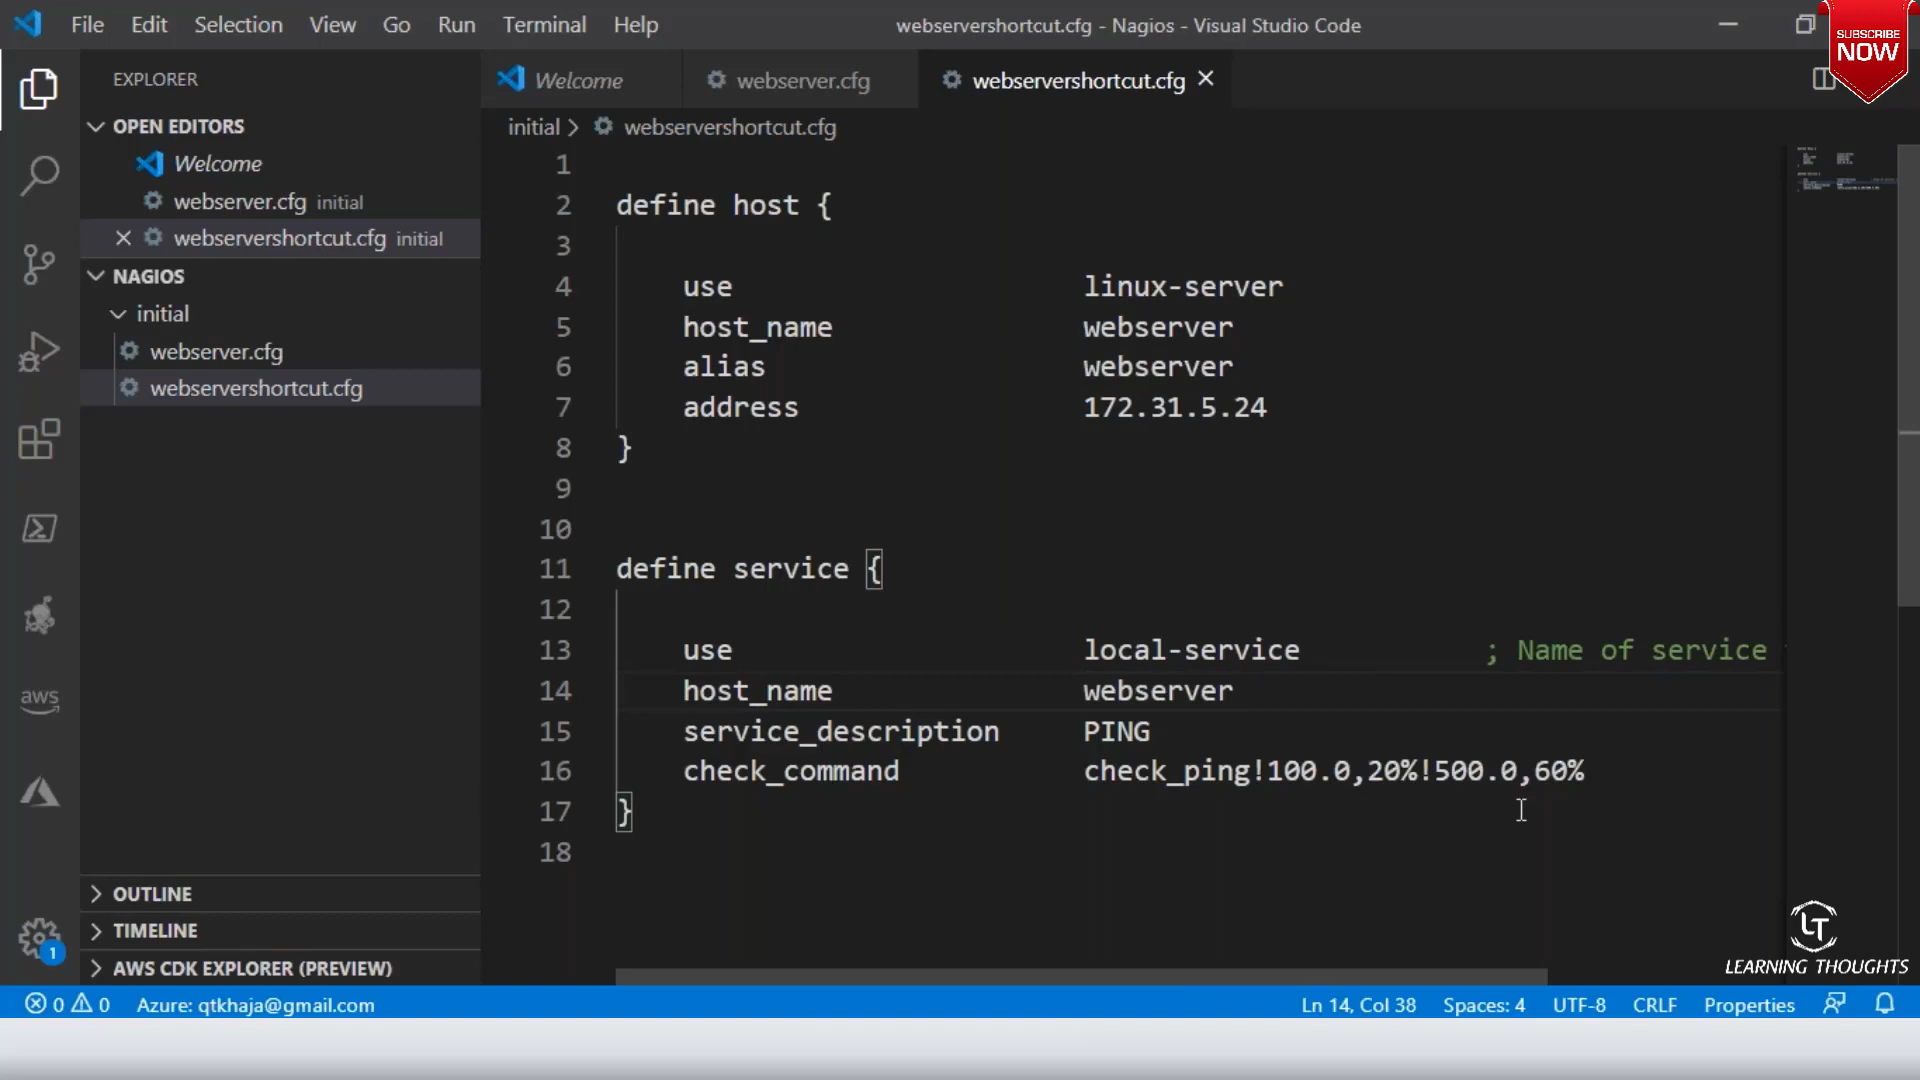 File Edit Selection View Go Run Terminal Help webservershortcut.cfg - Nagios - Visual Studio Code
SUBSCRIBE
NOW
EXPLORER
Welcome webserver.cfg webservershortcut.cfg
OPEN EDITORS
Welcome
webserver.cfg initial
webservershortcut.cfg initial
NAGIOS
initial
webserver.cfg
webservershortcut.cfg
aws
1
OUTLINE
TIMELINE
AWS CDK EXPLORER (PREVIEW)
initial webservershortcut.cfg
1
2 define host {
3
4 use linux-server
5 host_name webserver
6 alias webserver
7 address 172.31.5.24
8 }
9
10
11 define service {
12
13 use local-service ; Name of service
14 host_name webserver
15 service_description PING
16 check_command check_ping!100.0,20%!500.0,60%
17 }
18
LT
LEARNING THOUGHTS
0 0 Azure: qtkhaja@gmail.com Ln 14, Col 38 Spaces: 4 UTF-8 CRLF Properties